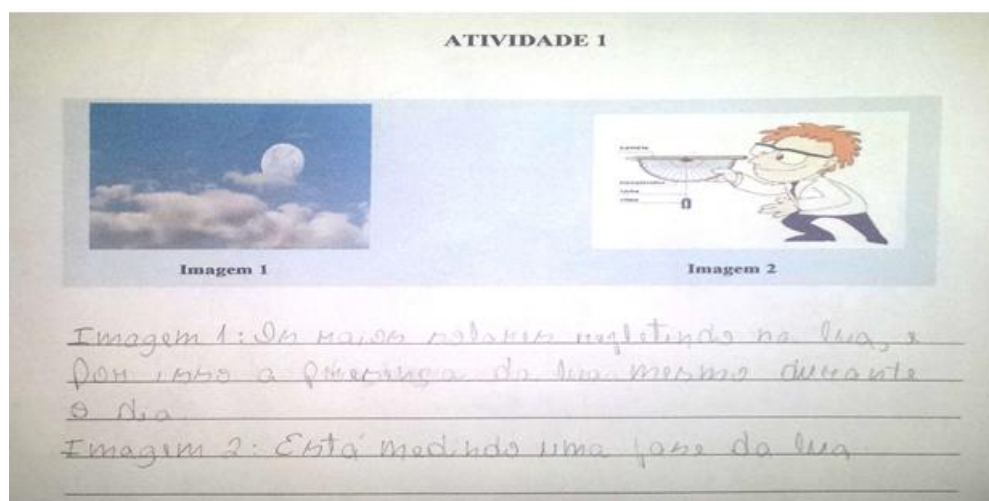 ATIVIDADE 1
Imagem 1
Imagem 2
Imagem 1: Os raios solares refletindo na lua, e
por isso a presença da lua mesmo durante
o dia
Imagem 2: Está medindo uma fase da lua